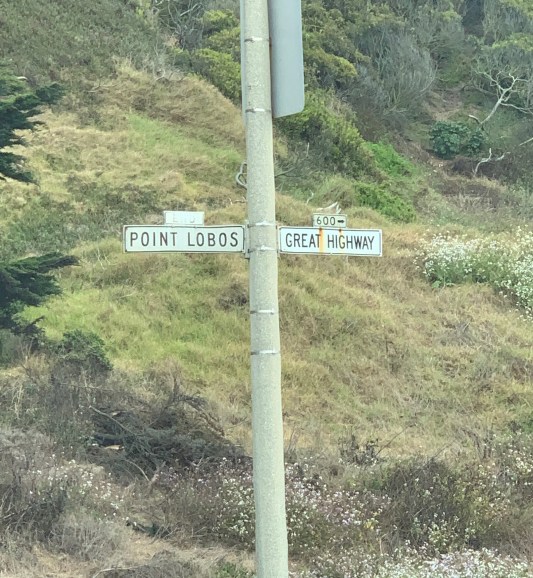 POINT LOBOS
600 →
GREAT HIGHWAY